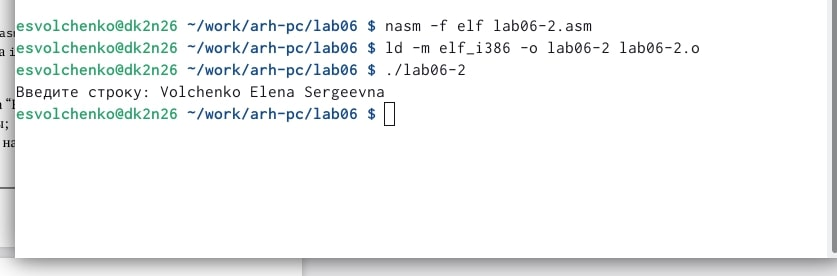 esvolchenko@dk2n26 ~/work/arh-pc/lab06 $ nasm -f elf lab06-2.asm
esvolchenko@dk2n26 ~/work/arh-pc/lab06 $ ld -m elf_i386 -o lab06-2 lab06-2.o
esvolchenko@dk2n26 ~/work/arh-pc/lab06 $ ./lab06-2
Введите строку: Volchenko Elena Sergeevna
esvolchenko@dk2n26 ~/work/arh-pc/lab06 $